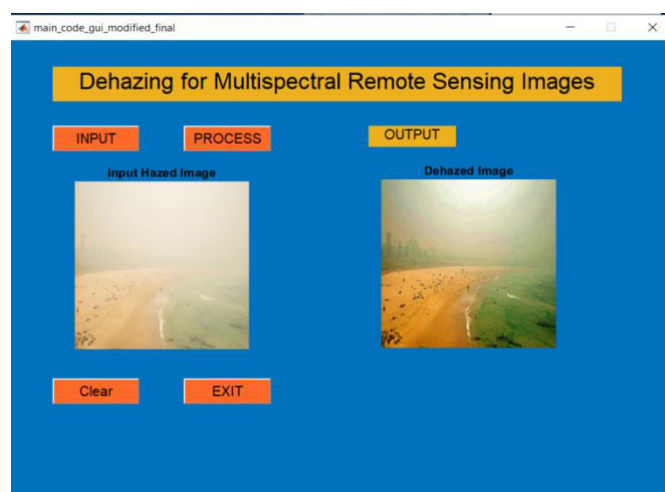 main_code_gui_modified_final
Dehazing for Multispectral Remote Sensing Images
INPUT
PROCESS
OUTPUT
Input Hazed Image
Dehazed Image
Clear
EXIT